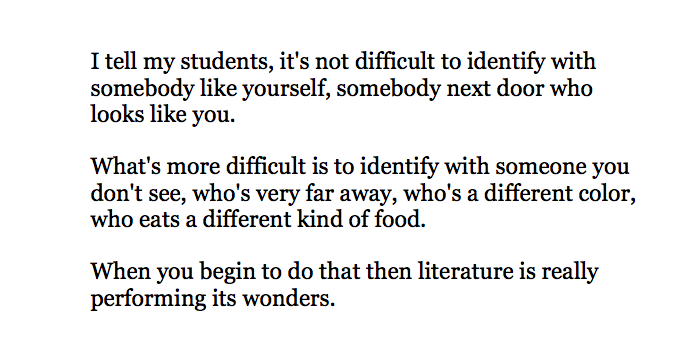 I tell my students, it's not difficult to identify with
somebody like yourself, somebody next door who
looks like you.
What's more difficult is to identify with someone you
don't see, who's very far away, who's a different color,
who eats a different kind of food.
When you begin to do that then literature is really
performing its wonders.